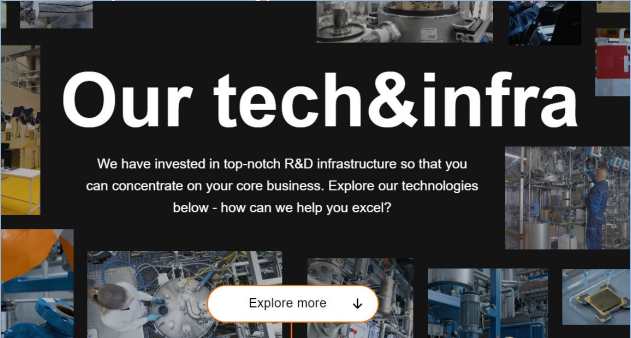 Our tech&infra
We have invested in top-notch R&D infrastructure so that you
can concentrate on your core business. Explore our technologies
below - how can we help you excel?
Explore more